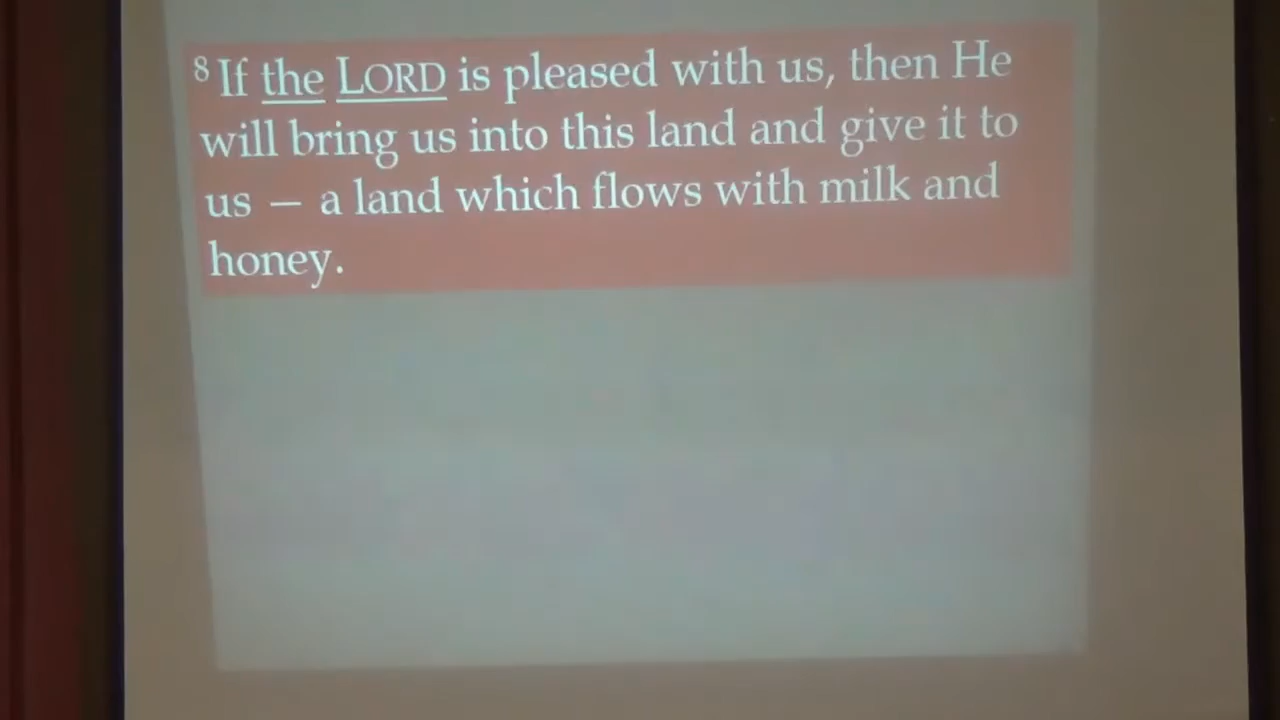 8 If the LORD is pleased with us, then He
will bring us into this land and give it to
us — a land which flows with milk and
honey.